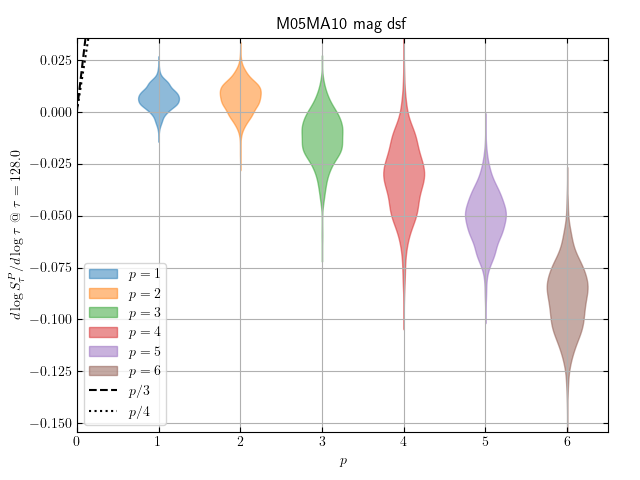 M05MA10 mag dsf
0.025
0.000
−0.025
−0.050
−0.075
−0.100
−0.125
−0.150
d log S_τ^P / d log τ @ τ = 128.0
p = 1
p = 2
p = 3
p = 4
p = 5
p = 6
p/3
p/4
0 1 2 3 4 5 6
p